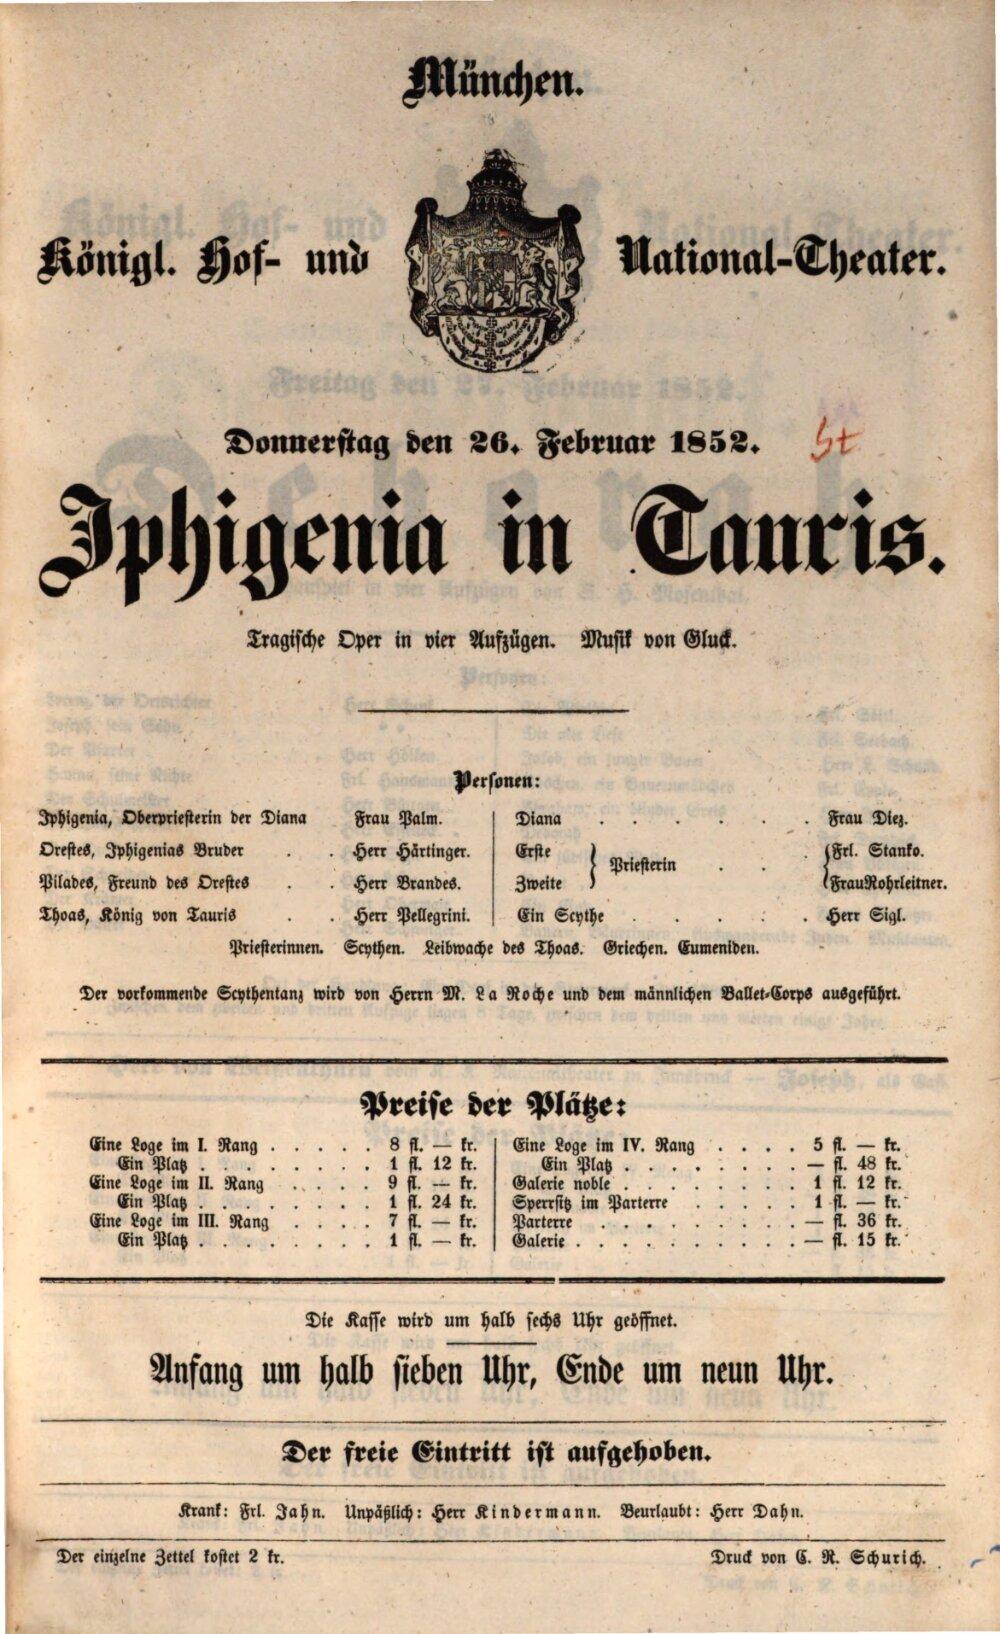 München.
Königl. Hof- und National-Theater.
Donnerstag den 26. Februar 1852.
St
Iphigenia in Tauris.
Tragische Oper in vier Aufzügen. Musik von Gluck.
Personen:
Iphigenia, Oberpriesterin der Diana Frau Palm.
Orestes, Iphigenias Bruder . . Herr Härtinger.
Pilades, Freund des Orestes . . Herr Brandes.
Thoas, König von Tauris . . Herr Pellegrini.
Diana . . . . . . . Frau Diez.
Erste } Priesterin . . . { Frl. Stanko.
Zweite } { Frau Rohrleitner.
Ein Scythe . . . . . Herr Sigl.
Priesterinnen. Scythen. Leibwache des Thoas. Griechen. Eumeniden.
Der vorkommende Scythentanz wird von Herrn M. La Roche und dem männlichen Ballet-Corps ausgeführt.
Preise der Plätze:
Eine Loge im I. Rang . . . . . 8 fl. — kr.
Ein Platz . . . . . . . . 1 fl. 12 kr.
Eine Loge im II. Rang . . . . 9 fl. — kr.
Ein Platz . . . . . . . . 1 fl. 24 kr.
Eine Loge im III. Rang . . . . 7 fl. — kr.
Ein Platz . . . . . . . . 1 fl. — kr.
Eine Loge im IV. Rang . . . . 5 fl. — kr.
Ein Platz . . . . . . . . — fl. 48 kr.
Galerie noble . . . . . . . . 1 fl. 12 kr.
Sperrsitz im Parterre . . . . . . 1 fl. — kr.
Parterre . . . . . . . . — fl. 36 kr.
Galerie . . . . . . . . . . — fl. 15 kr.
Die Kasse wird um halb sechs Uhr geöffnet.
Anfang um halb sieben Uhr, Ende um neun Uhr.
Der freie Eintritt ist aufgehoben.
Krank: Frl. Jahn. Unpäßlich: Herr Kindermann. Beurlaubt: Herr Dahn.
Der einzelne Zettel kostet 2 kr. Druck von C. R. Schurich.